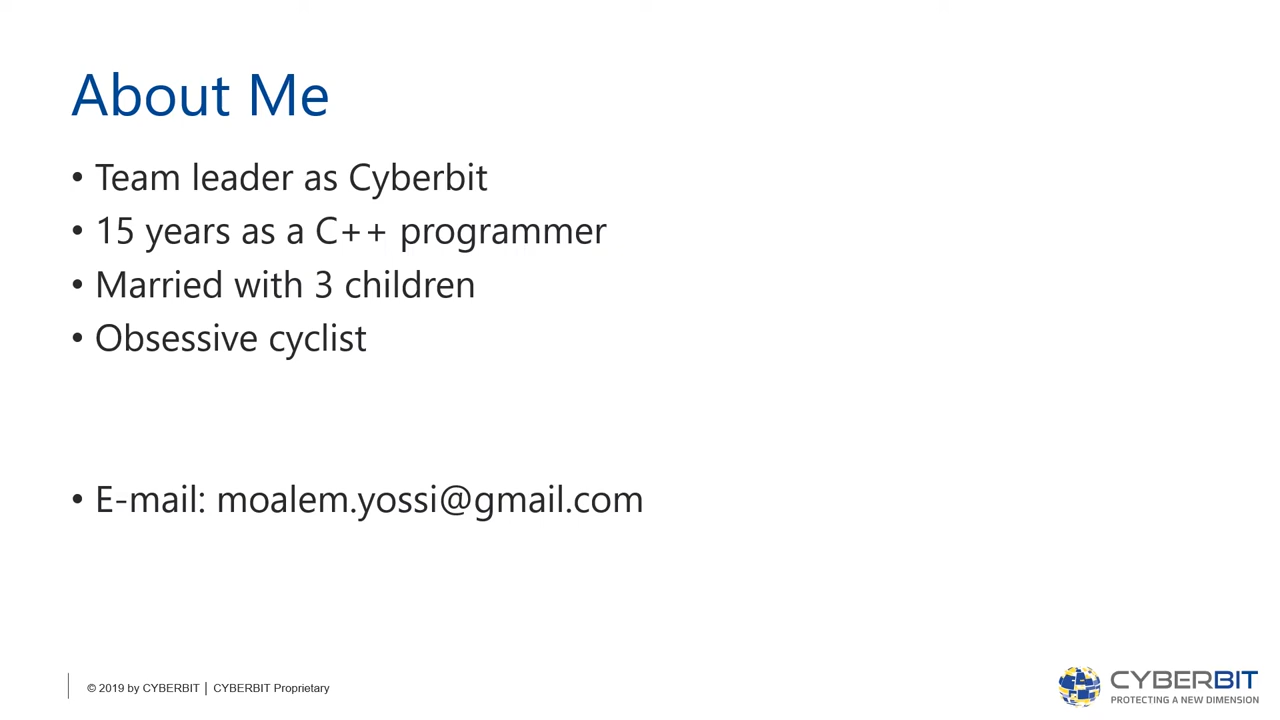 About Me
• Team leader as Cyberbit
• 15 years as a C++ programmer
• Married with 3 children
• Obsessive cyclist
• E-mail: moalem.yossi@gmail.com
© 2019 by CYBERBIT | CYBERBIT Proprietary
CYBERBIT
PROTECTING A NEW DIMENSION